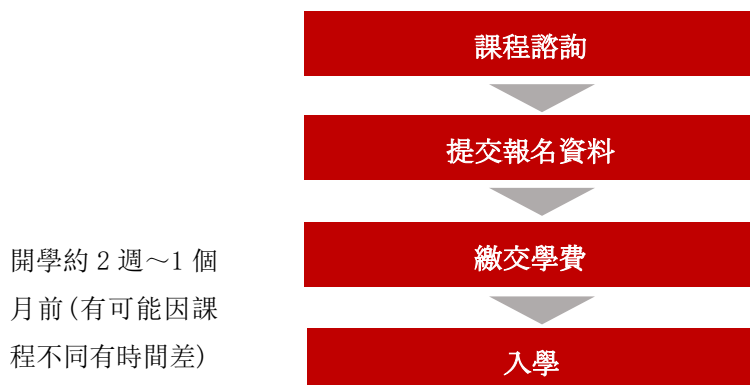 課程諮詢
提交報名資料
繳交學費
開學約 2 週～1 個
月前(有可能因課
程不同有時間差)
入學